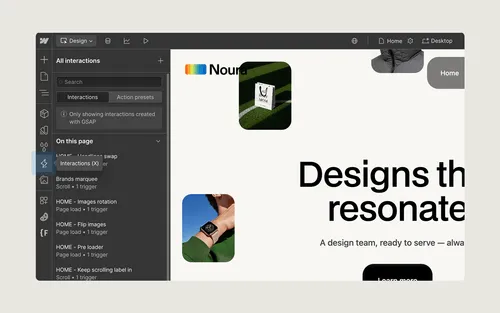 Design
Home
Desktop
All interactions
Search
Interactions
Action presets
Only showing interactions created
with GSAP
On this page
swap
Interactions (X)
trigger
Brands marquee
Scroll • 1 trigger
HOME - Images rotation
Page load • 1 trigger
HOME - Flip images
Page load • 1 trigger
HOME - Pre loader
Page load • 1 trigger
HOME - Keep scrolling label in
Scroll • 1 trigger
Noura
Home
Designs th
resonate
A design team, ready to serve — alwa
Learn more